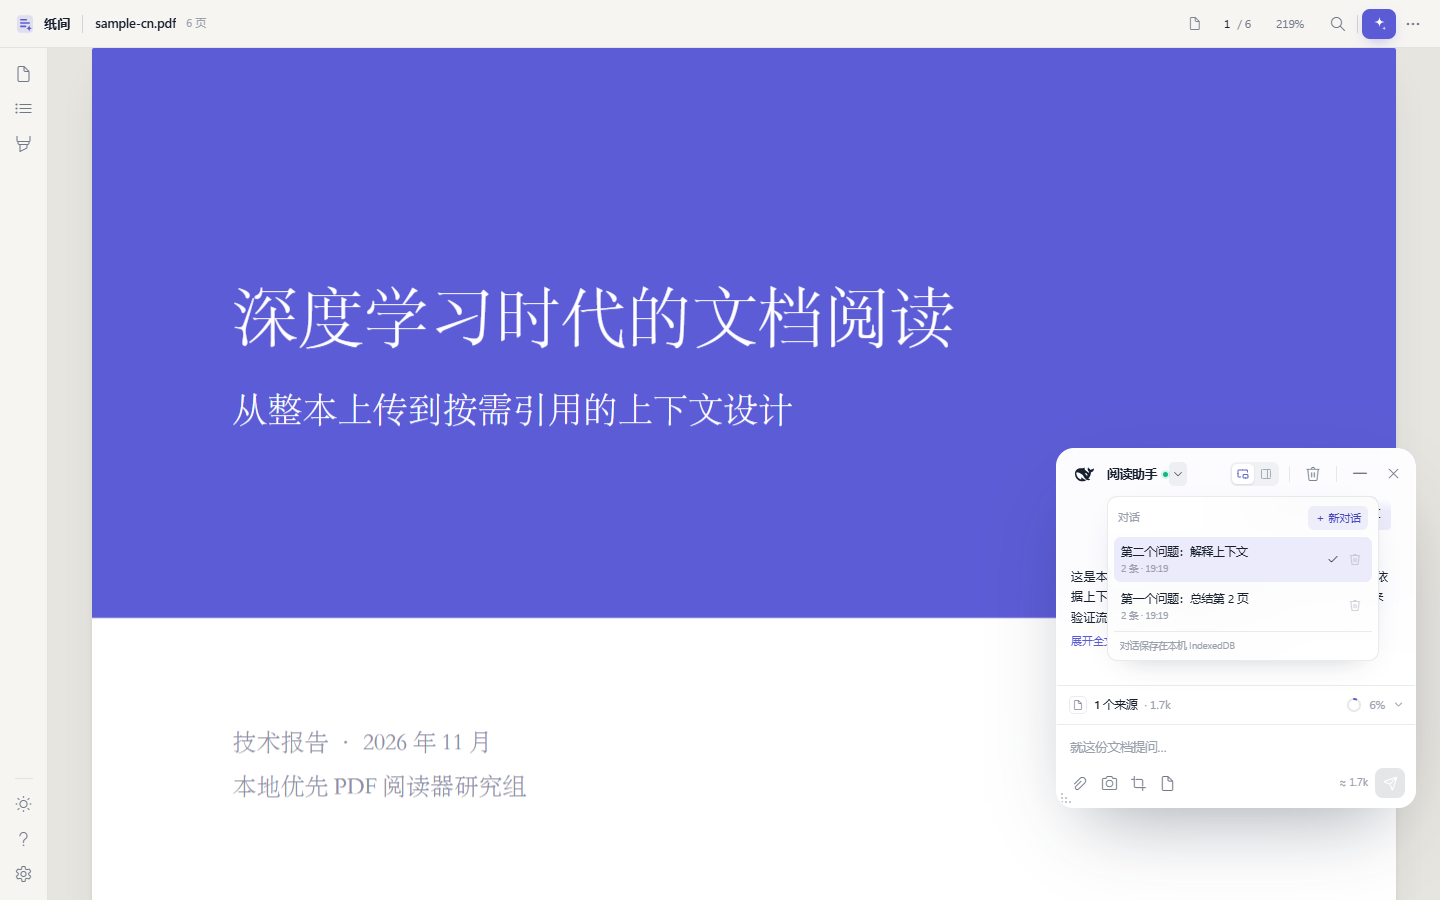 纸间
sample-cn.pdf
6 页
1 / 6
219%
深度学习时代的文档阅读
从整本上传到按需引用的上下文设计
技术报告 · 2026 年 11 月
本地优先 PDF 阅读器研究组
阅读助手
对话
+ 新对话
第二个问题：解释上下文
2 条 · 19:19
第一个问题：总结第 2 页
2 条 · 19:19
对话保存在本机 IndexedDB
这是本
依
据上下
验证流
展开全
1 个来源 · 1.7k
6%
就这份文档提问...
≈ 1.7k